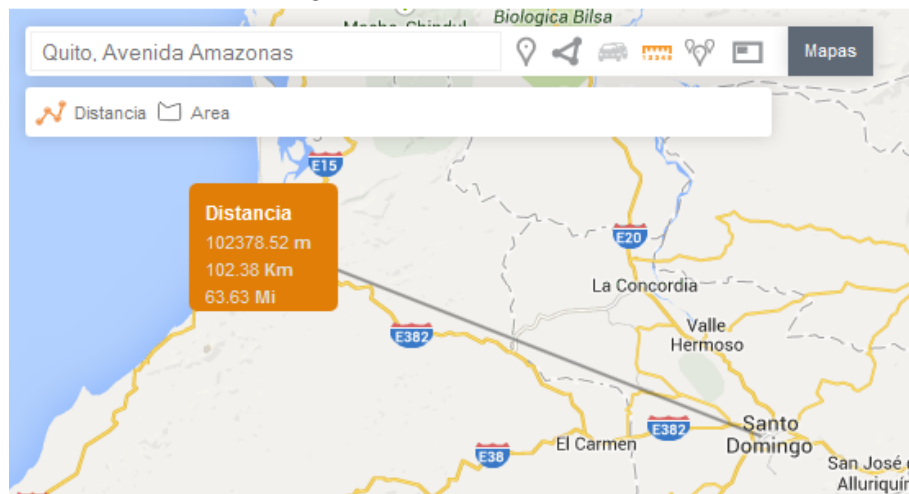 Biologica Bilsa
Quito, Avenida Amazonas
Mapas
Distancia
Area
E15
Distancia
102378.52 m
102.38 Km
63.63 Mi
E20
La Concordia
E382
Valle
Hermoso
E382
Santo
Domingo
El Carmen
E38
San José
Alluriquín